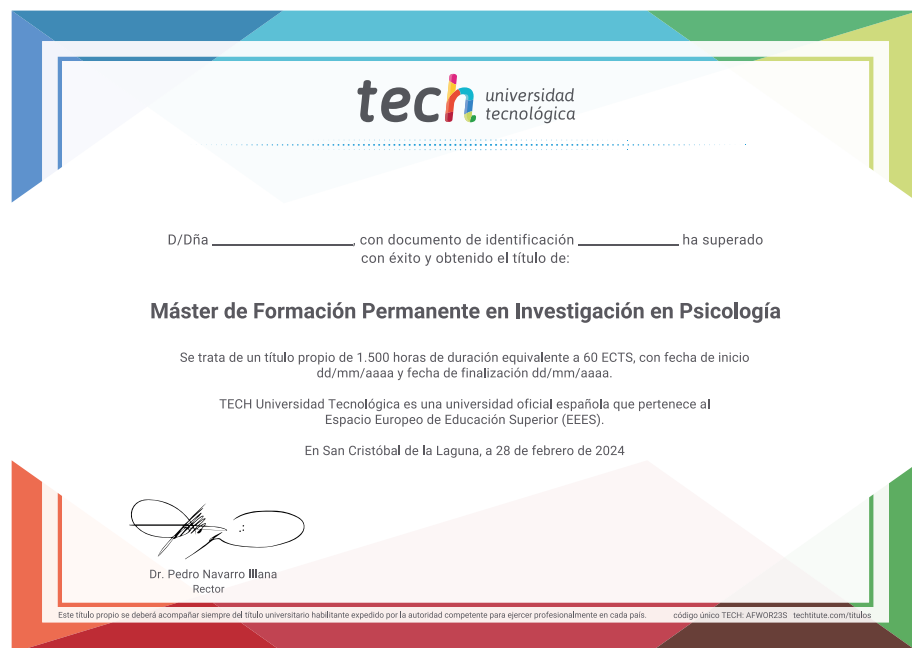 tech universidad
tecnológica
D/Dña ______________, con documento de identificación __________ ha superado
con éxito y obtenido el título de:
Máster de Formación Permanente en Investigación en Psicología
Se trata de un título propio de 1.500 horas de duración equivalente a 60 ECTS, con fecha de inicio
dd/mm/aaaa y fecha de finalización dd/mm/aaaa.
TECH Universidad Tecnológica es una universidad oficial española que pertenece al
Espacio Europeo de Educación Superior (EEES).
En San Cristóbal de la Laguna, a 28 de febrero de 2024
Dr. Pedro Navarro Illana
Rector
Este título propio se deberá acompañar siempre del título universitario habilitante expedido por la autoridad competente para ejercer profesionalmente en cada país. código único TECH: AFWOR23S techtitute.com/titulos